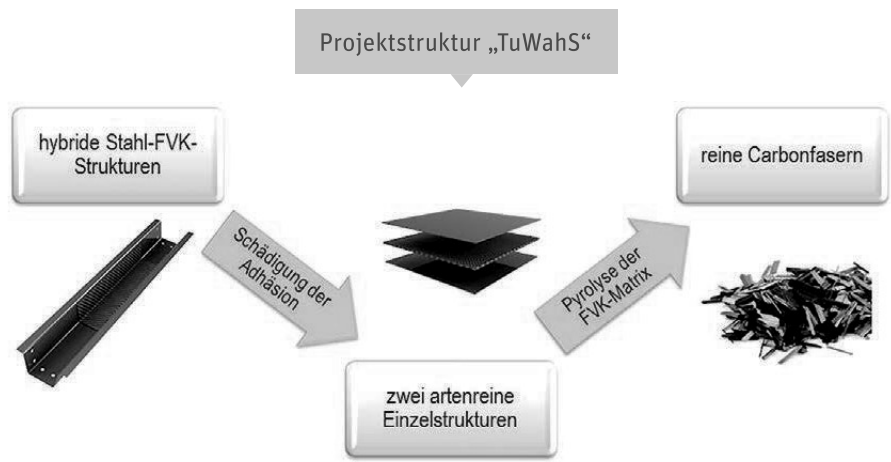 Projektstruktur „TuWahS“
hybride Stahl-FVK-
Strukturen
Schädigung der
Adhäsion
zwei artenreine
Einzelstrukturen
Pyrolyse der
FVK-Matrix
reine Carbonfasern